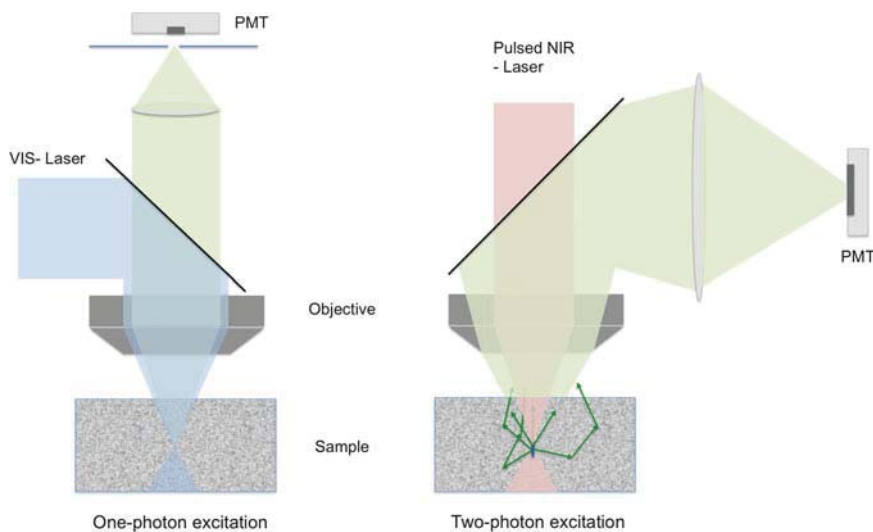 PMT
VIS- Laser
Pulsed NIR
- Laser
PMT
Objective
Sample
One-photon excitation
Two-photon excitation